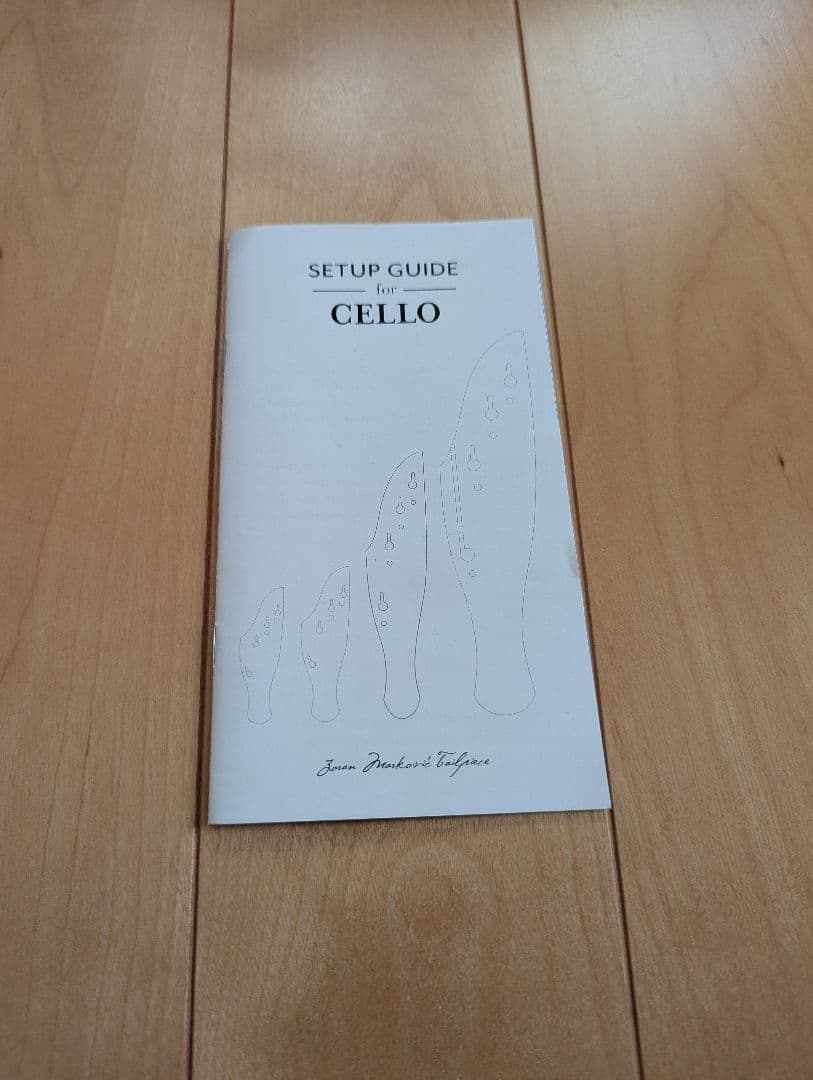 SETUP GUIDE
for
CELLO
Zoran Marković Tailpiece